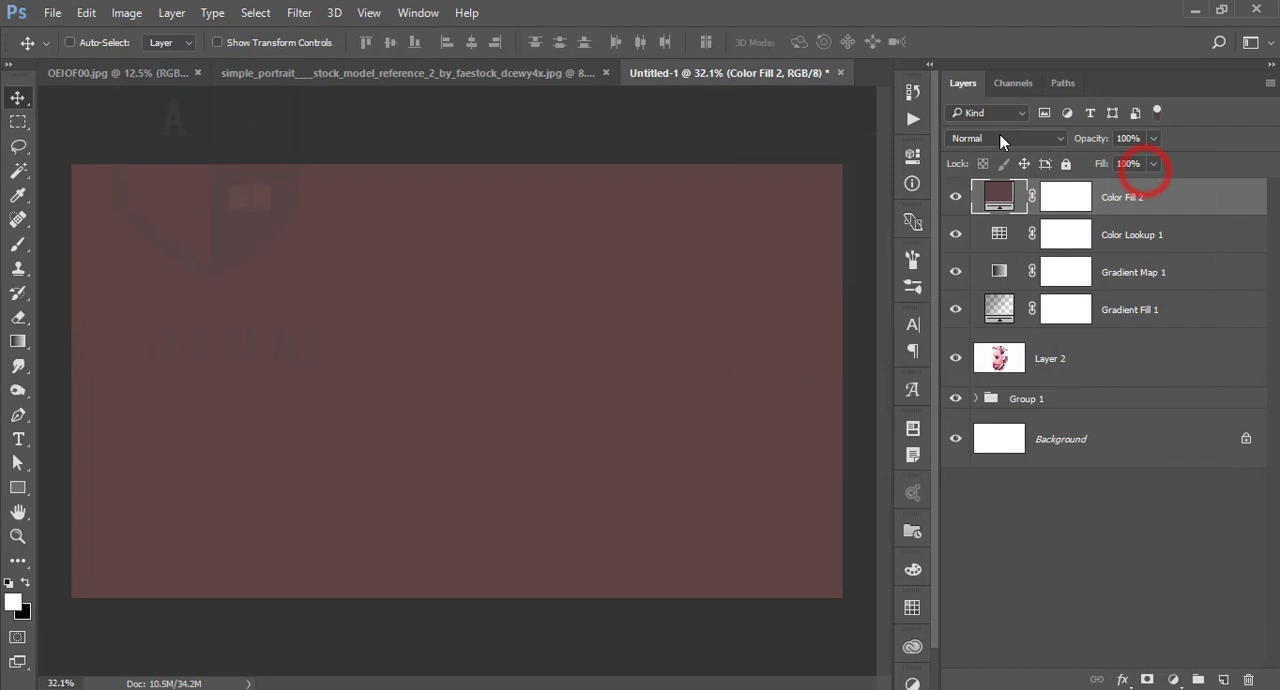 Ps File Edit Image Layer Type Select Filter 3D View Window Help
Auto-Select: Layer Show Transform Controls 3D Mode:
OEIOF00.jpg @ 12.5% (RGB... × simple_portrait___stock_model_reference_2_by_faestock_dcewy4x.jpg @ 8.... × Untitled-1 @ 32.1% (Color Fill 2, RGB/8) * ×
Layers Channels Paths
Kind
Normal Opacity: 100%
Lock: Fill: 100%
Color Fill 2
Color Lookup 1
Gradient Map 1
Gradient Fill 1
Layer 2
Group 1
Background
32.1% Doc: 10.5M/34.2M